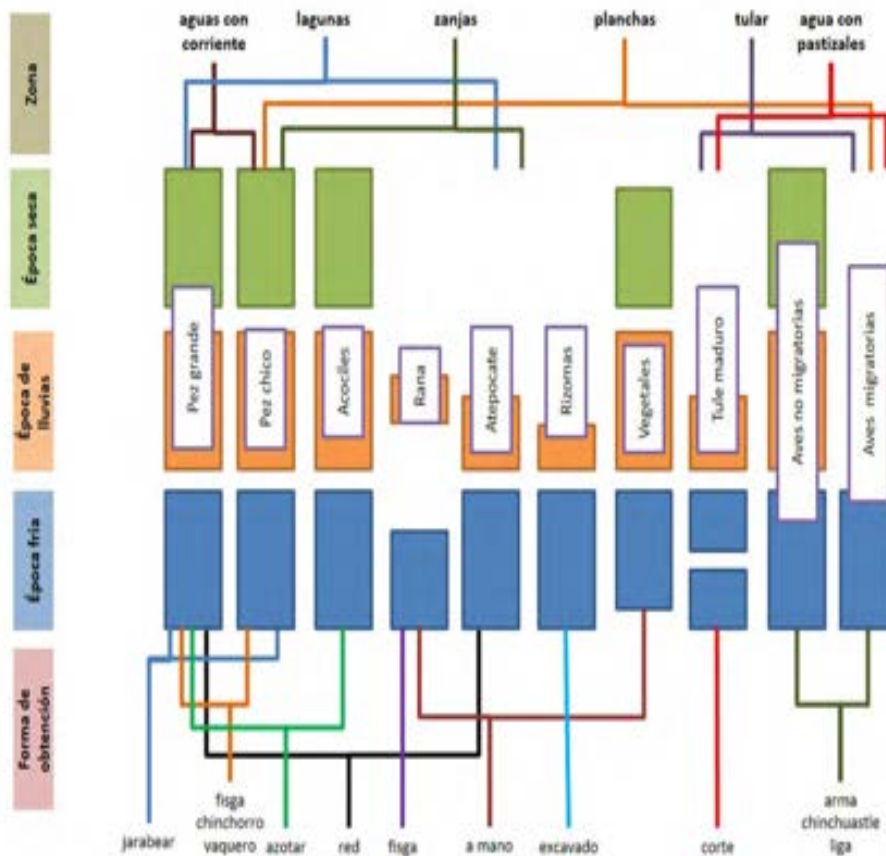 aguas con
corriente
lagunas
zanjas
planchas
tular
agua con
pastizales
Zona
Época seca
Época de
lluvias
Época fria
Forma de
obtención
Pez grande
Pez chico
Acociles
Rana
Atepocate
Rizomas
Vegetales
Tule maduro
Aves no migratorias
Aves migratorias
jarabear
fisga
chinchorro
vaquero
azotar
red
fisga
a mano
excavado
corte
arma
chinchuastle
liga